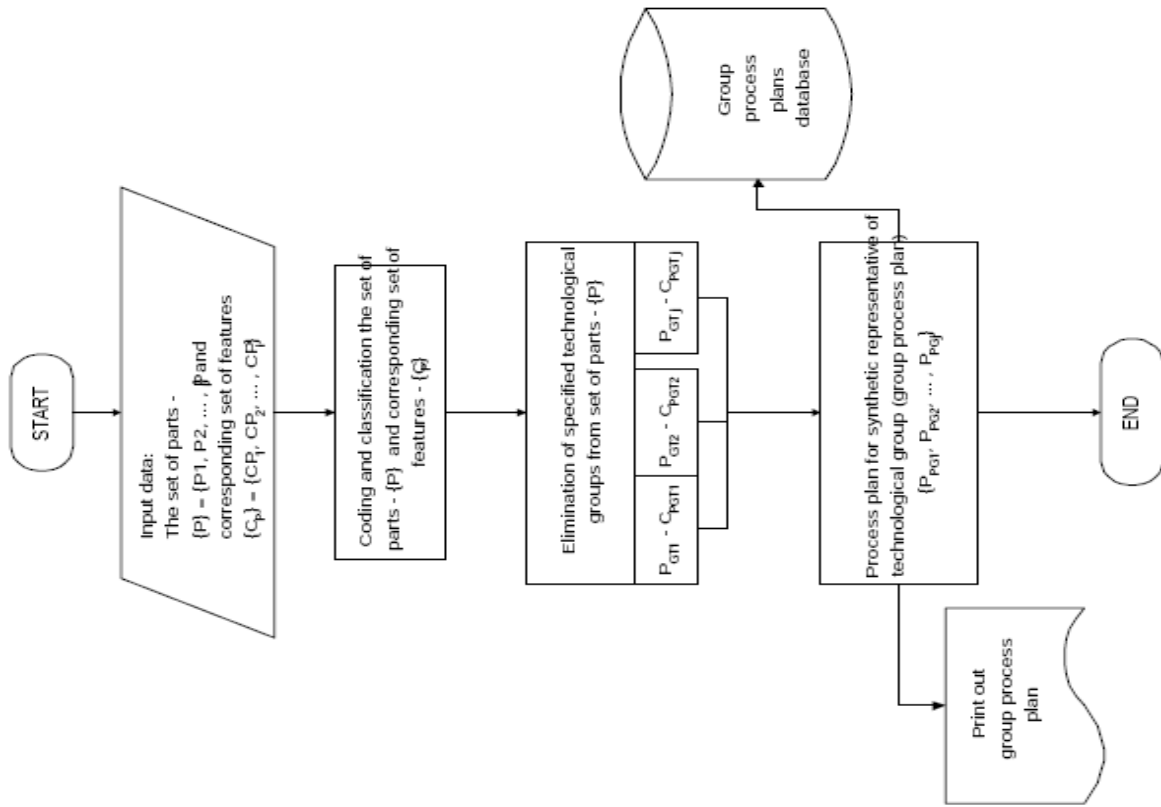 START
Input data:
The set of parts -
{P} = {P1, P2, ... , Pj} and
corresponding set of features
{CP} = {CP1, CP2, ... , CPj}
Coding and classification the set of
parts - {P} and corresponding set of
features - {CP}
Elimination of specified technological
groups from set of parts - {P}
PGT1 - CPGT1
PGT2 - CPGT2
PGTj - CPGTj
Process plan for synthetic representative of
technological group (group process plan)
{PPG1, PPG2, ... , PPGj}
Group
process
plans
database
Print out
group process
plan
END